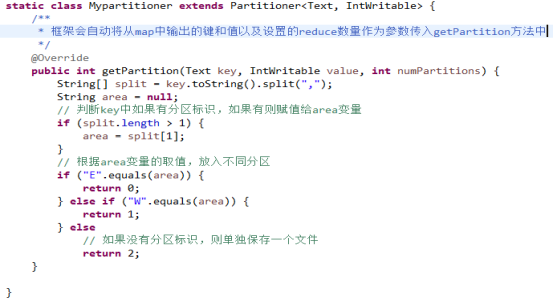 static class Mypartitioner extends Partitioner<Text, IntWritable> {
/**
* 框架会自动将从map中输出的键和值以及设置的reduce数量作为参数传入getPartition方法中
*/
@Override
public int getPartition(Text key, IntWritable value, int numPartitions) {
String[] split = key.toString().split(",");
String area = null;
// 判断key中如果有分区标识，如果有则赋值给area变量
if (split.length > 1) {
area = split[1];
}
// 根据area变量的取值，放入不同分区
if ("E".equals(area)) {
return 0;
} else if ("W".equals(area)) {
return 1;
} else
// 如果没有分区标识，则单独保存一个文件
return 2;
}
}